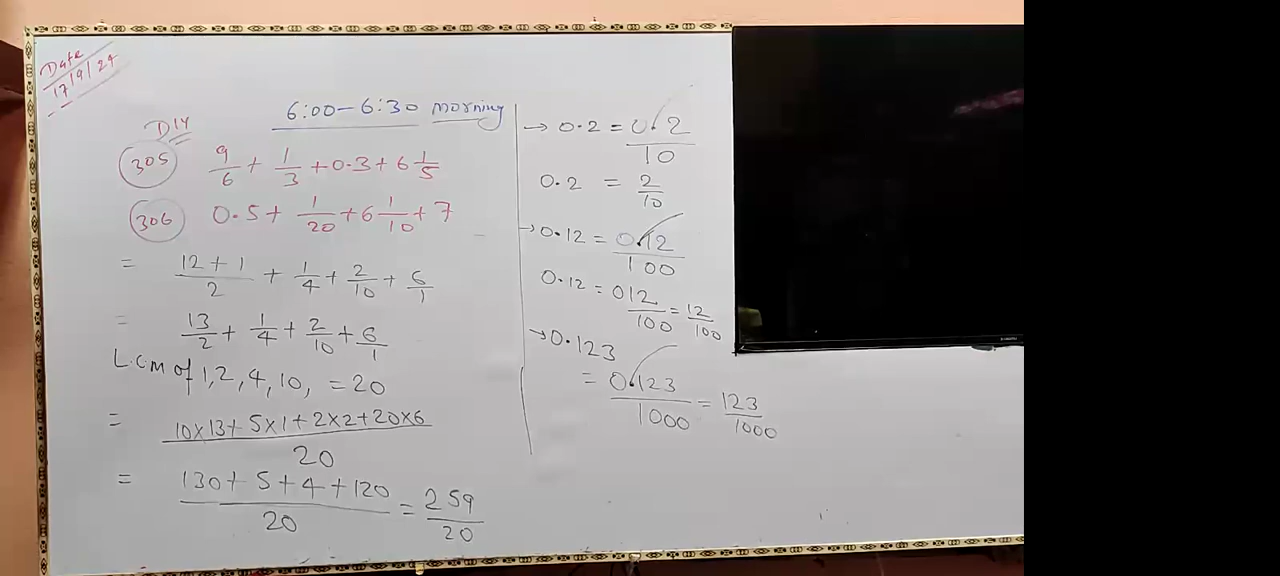 Date
17/9/24
6:00-6:30 morning
DIY
305 9/6 + 1/3 + 0.3 + 6 1/5
306 0.5 + 1/20 + 6 1/10 + 7
= (12+1)/2 + 1/4 + 2/10 + 6/1
= 13/2 + 1/4 + 2/10 + 6/1
L.C.M of 1,2,4,10, = 20
= (10×13+5×1+2×2+20×6)/20
= (130+5+4+120)/20 = 259/20
→ 0.2 = 0.2/10
0.2 = 2/10
→ 0.12 = 0.12/100
0.12 = 012/100 = 12/100
→ 0.123
= 0.123/1000 = 123/1000